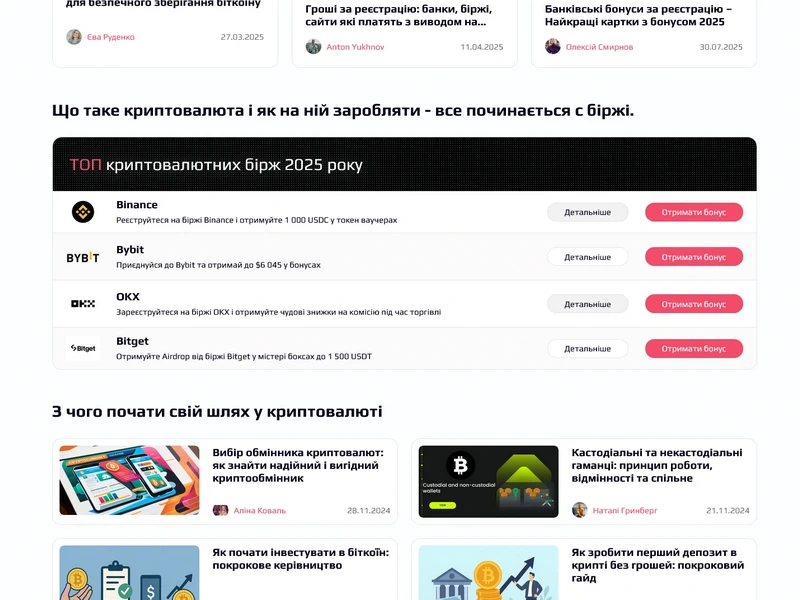 для безпечного зберігання біткоїну
Єва Руденко
27.03.2025
Гроші за реєстрацію: банки, біржі,
сайти які платять з виводом на...
Anton Yukhnov
11.04.2025
Банківські бонуси за реєстрацію –
Найкращі картки з бонусом 2025
Олексій Смирнов
30.07.2025
Що таке криптовалюта і як на ній заробляти - все починається с біржі.
ТОП криптовалютних бірж 2025 року
Binance
Реєструйтеся на біржі Binance і отримуйте 1 000 USDC у токен ваучерах
Детальніше
Отримати бонус
BYBIT
Bybit
Приєднуйся до Bybit та отримай до $6 045 у бонусах
Детальніше
Отримати бонус
OKX
OKX
Зареєструйтеся на біржі OKX і отримуйте чудові знижки на комісію під час торгівлі
Детальніше
Отримати бонус
Bitget
Bitget
Отримуйте Airdrop від біржі Bitget у містері боксах до 1 500 USDT
Детальніше
Отримати бонус
З чого почати свій шлях у криптовалюті
Вибір обмінника криптовалют:
як знайти надійний і вигідний
криптообмінник
Аліна Коваль
28.11.2024
Custodial and non-custodial
wallets
Кастодіальні та некастодіальні
гаманці: принцип роботи,
відмінності та спільне
Наталі Гринберг
21.11.2024
Як почати інвестувати в біткоїн:
покрокове керівництво
Як зробити перший депозит в
крипті без грошей: покроковий
гайд